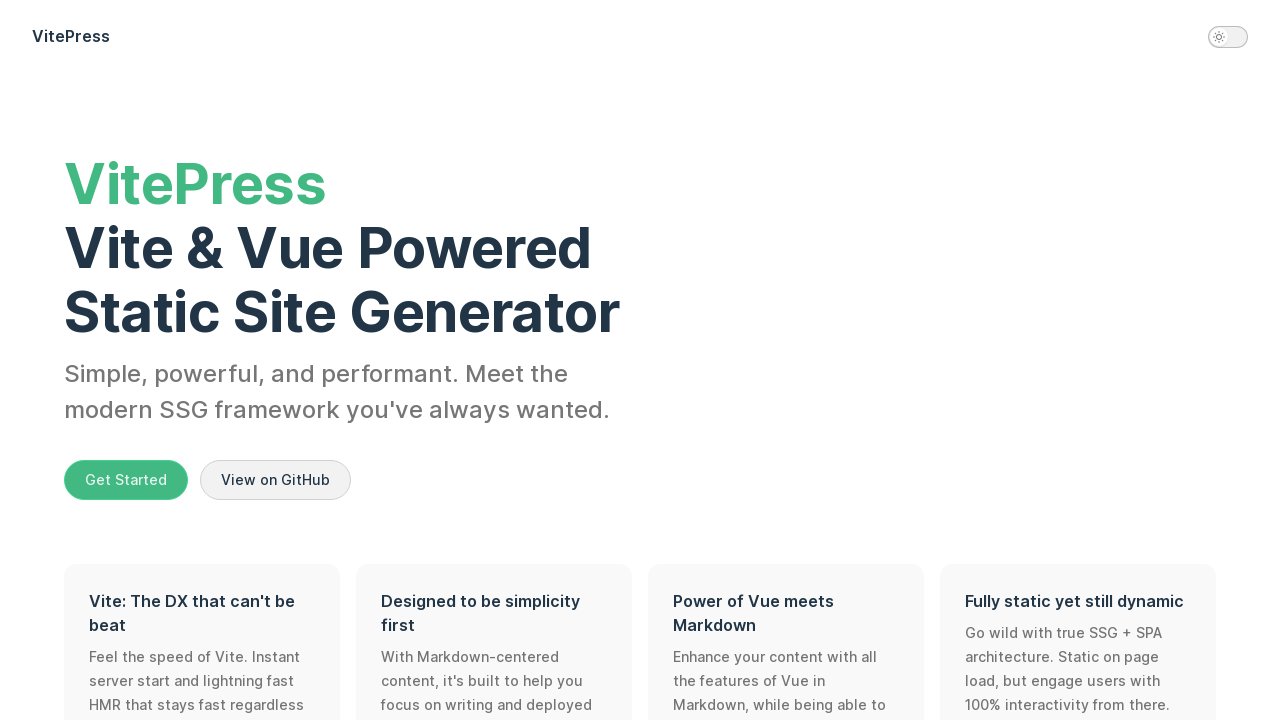 VitePress
VitePress
Vite & Vue Powered
Static Site Generator
Simple, powerful, and performant. Meet the
modern SSG framework you've always wanted.
Get Started
View on GitHub
Vite: The DX that can't be
beat
Feel the speed of Vite. Instant
server start and lightning fast
HMR that stays fast regardless
Designed to be simplicity
first
With Markdown-centered
content, it's built to help you
focus on writing and deployed
Power of Vue meets
Markdown
Enhance your content with all
the features of Vue in
Markdown, while being able to
Fully static yet still dynamic
Go wild with true SSG + SPA
architecture. Static on page
load, but engage users with
100% interactivity from there.